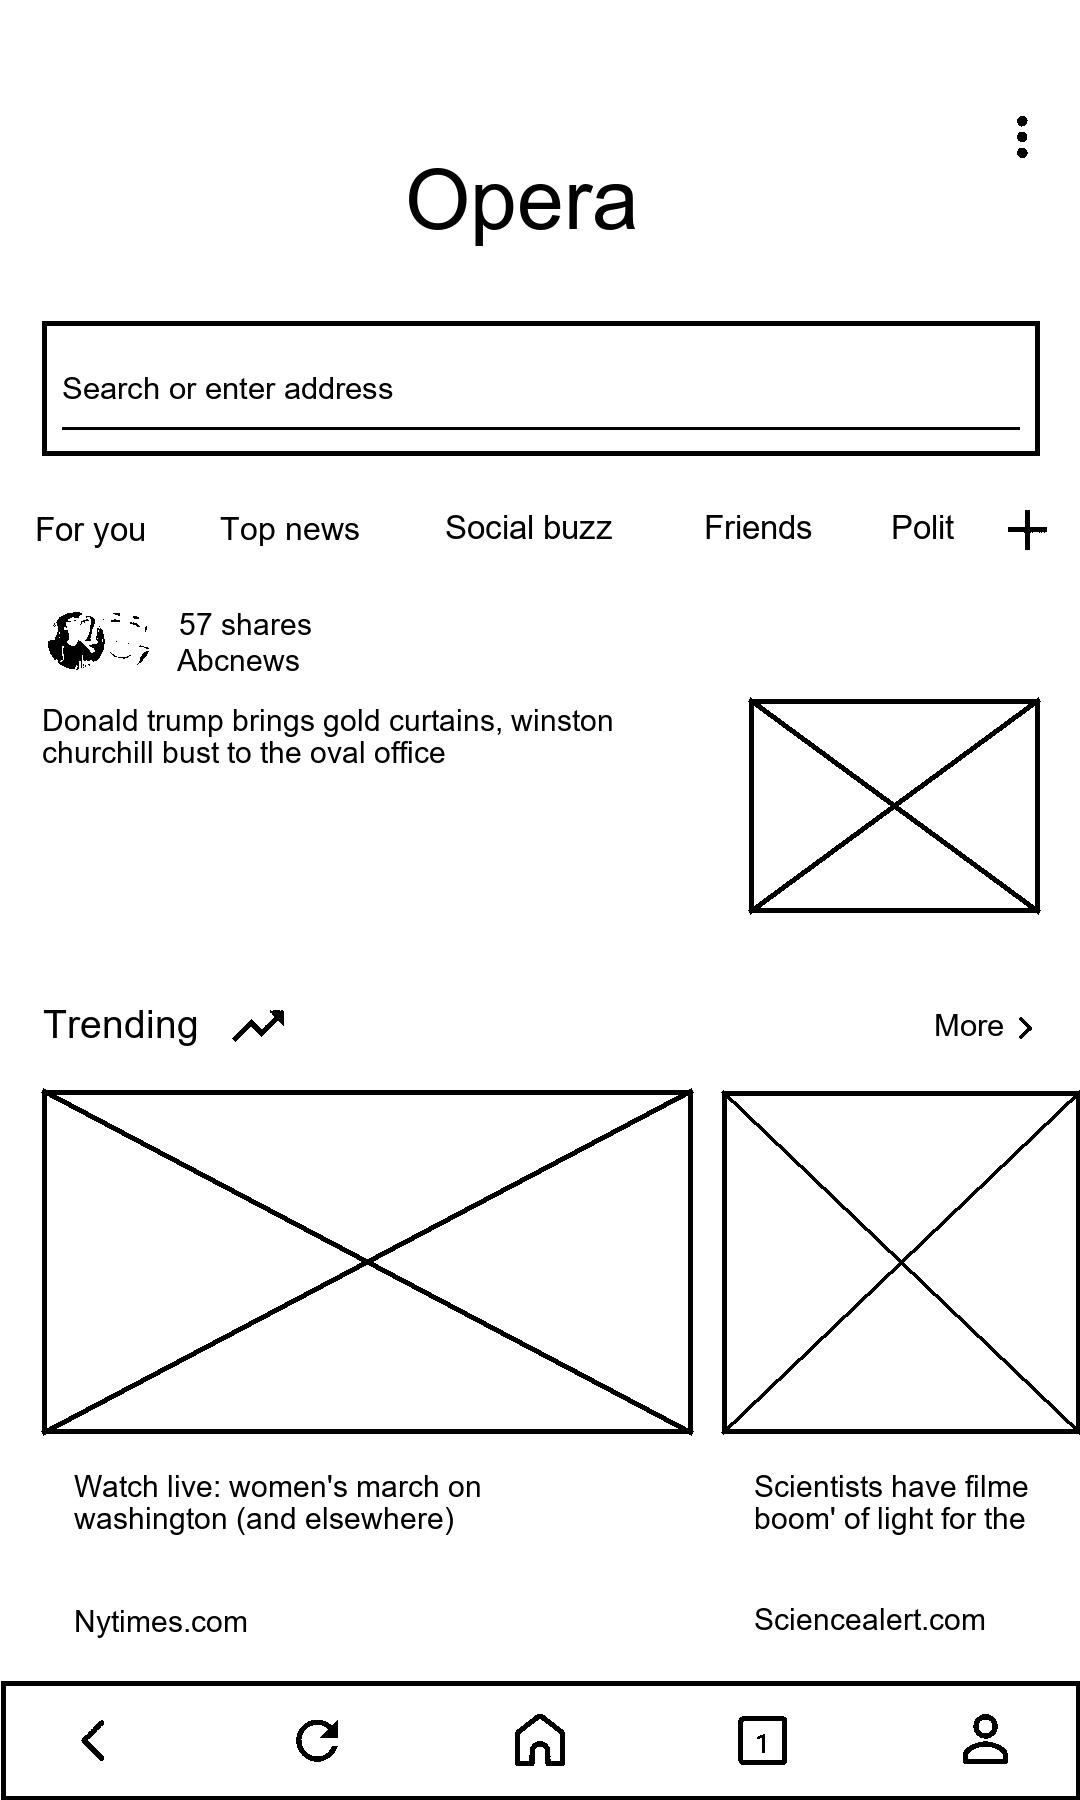 Opera
Search or enter address
For you Top news Social buzz Friends Polit
57 shares
Abcnews
Donald trump brings gold curtains, winston
churchill bust to the oval office
Trending More
Watch live: women's march on
washington (and elsewhere)
Nytimes.com
Scientists have filme
boom' of light for the
Sciencealert.com
1